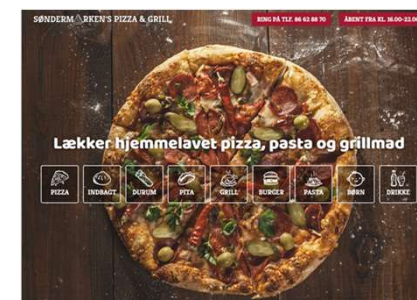 SØNDERMARKEN'S PIZZA & GRILL
RING PÅ TLF. 86 62 88 70
ÅBENT FRA KL. 16.00-22.00
Lækker hjemmelavet pizza, pasta og grillmad
PIZZA
INDBAGT
DURUM
PITA
GRILL
BURGER
PASTA
BØRN
DRIKKE